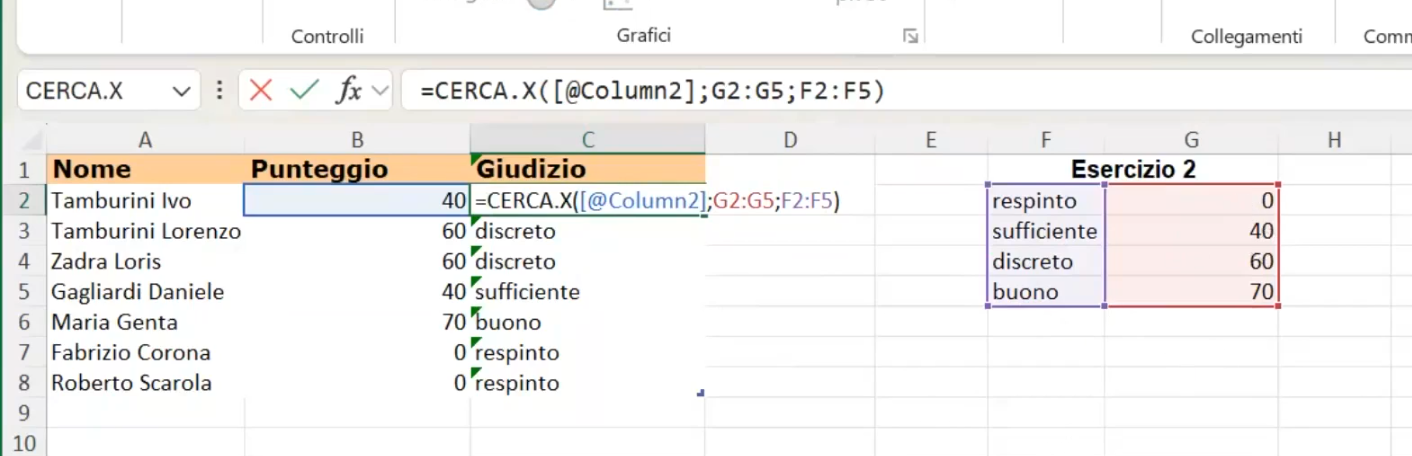 Controlli Grafici Collegamenti
CERCA.X fx =CERCA.X([@Column2];G2:G5;F2:F5)
A B C D E F G H
1 Nome Punteggio Giudizio Esercizio 2
2 Tamburini Ivo 40 =CERCA.X([@Column2];G2:G5;F2:F5) respinto 0
3 Tamburini Lorenzo 60 discreto sufficiente 40
4 Zadra Loris 60 discreto discreto 60
5 Gagliardi Daniele 40 sufficiente buono 70
6 Maria Genta 70 buono
7 Fabrizio Corona 0 respinto
8 Roberto Scarola 0 respinto
9
10